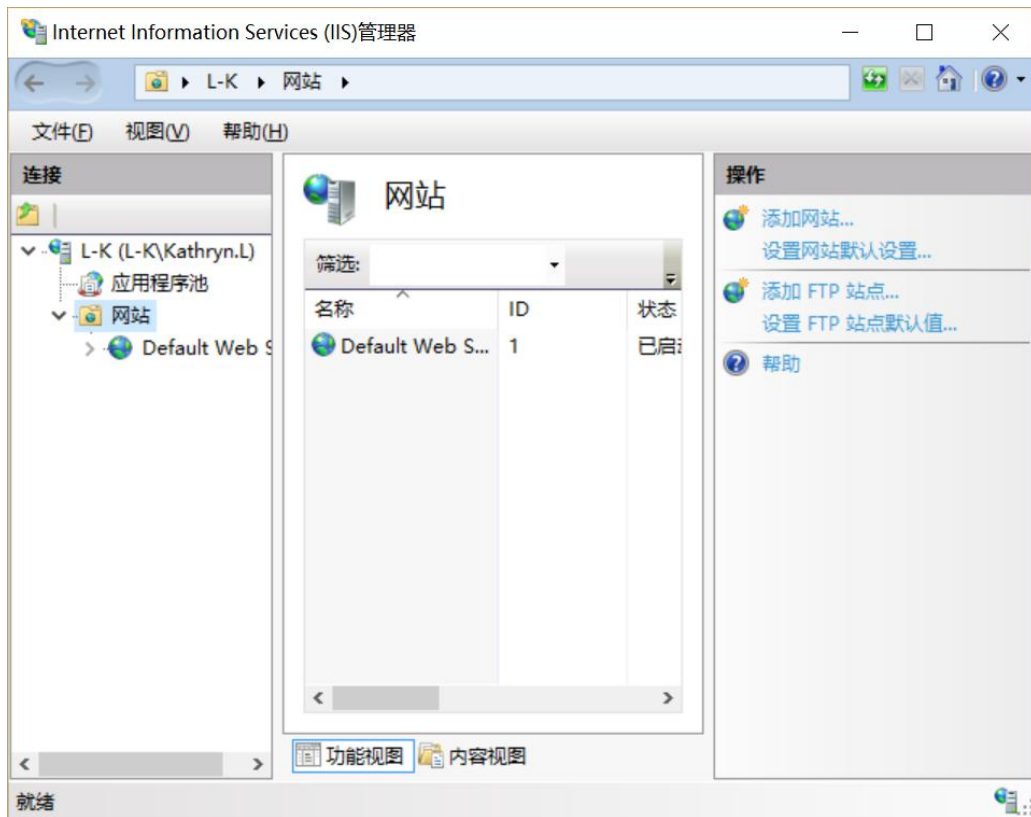 Internet Information Services (IIS)管理器
L-K 网站
文件(F) 视图(V) 帮助(H)
连接
L-K (L-K\Kathryn.L)
应用程序池
网站
Default Web S
网站
筛选:
名称 ID 状态
Default Web S... 1 已启
功能视图 内容视图
操作
添加网站...
设置网站默认设置...
添加 FTP 站点...
设置 FTP 站点默认值...
帮助
就绪